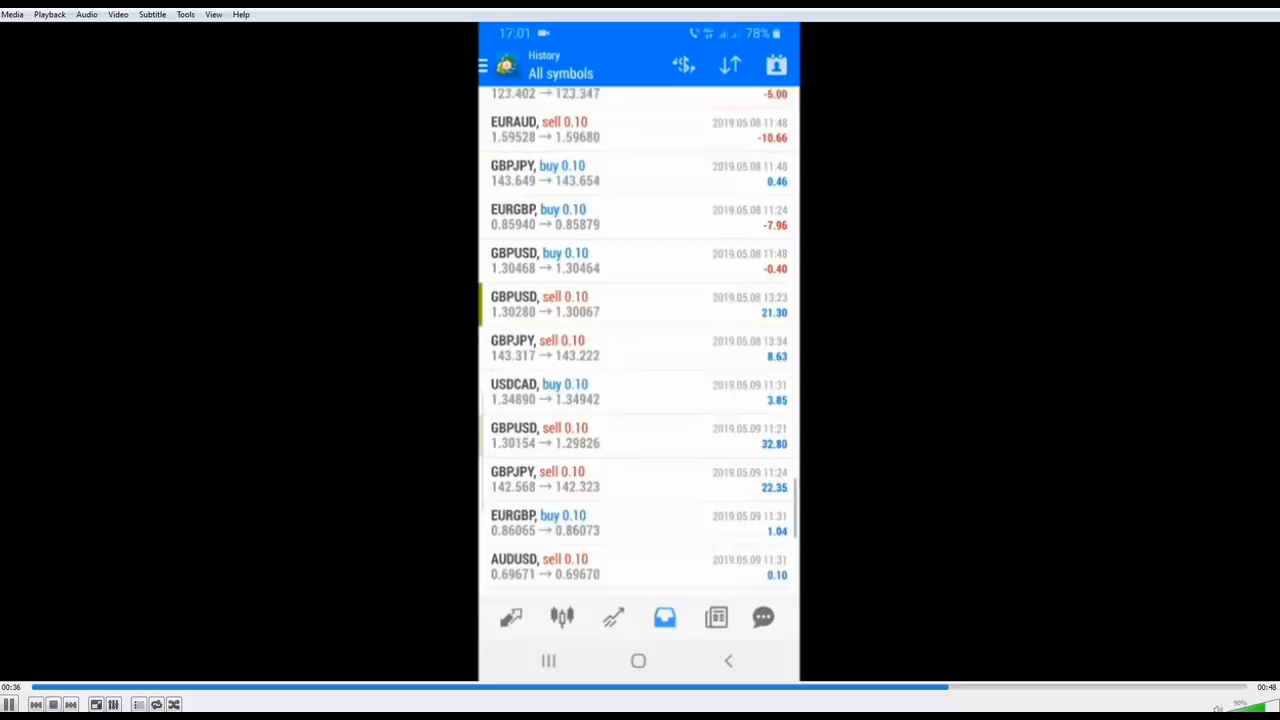 Media Playback Audio Video Subtitle Tools View Help
17:01 78%
History
All symbols
123.402 → 123.347 -5.00
EURAUD, sell 0.10 2019.05.08 11:48
1.59528 → 1.59680 -10.66
GBPJPY, buy 0.10 2019.05.08 11:48
143.649 → 143.654 0.46
EURGBP, buy 0.10 2019.05.08 11:24
0.85940 → 0.85879 -7.96
GBPUSD, buy 0.10 2019.05.08 11:48
1.30468 → 1.30464 -0.40
GBPUSD, sell 0.10 2019.05.08 13:23
1.30280 → 1.30067 21.30
GBPJPY, sell 0.10 2019.05.08 13:34
143.317 → 143.222 8.63
USDCAD, buy 0.10 2019.05.09 11:31
1.34890 → 1.34942 3.85
GBPUSD, sell 0.10 2019.05.09 11:21
1.30154 → 1.29826 32.80
GBPJPY, sell 0.10 2019.05.09 11:24
142.568 → 142.323 22.35
EURGBP, buy 0.10 2019.05.09 11:31
0.86065 → 0.86073 1.04
AUDUSD, sell 0.10 2019.05.09 11:31
0.69671 → 0.69670 0.10
00:36 00:48
90%